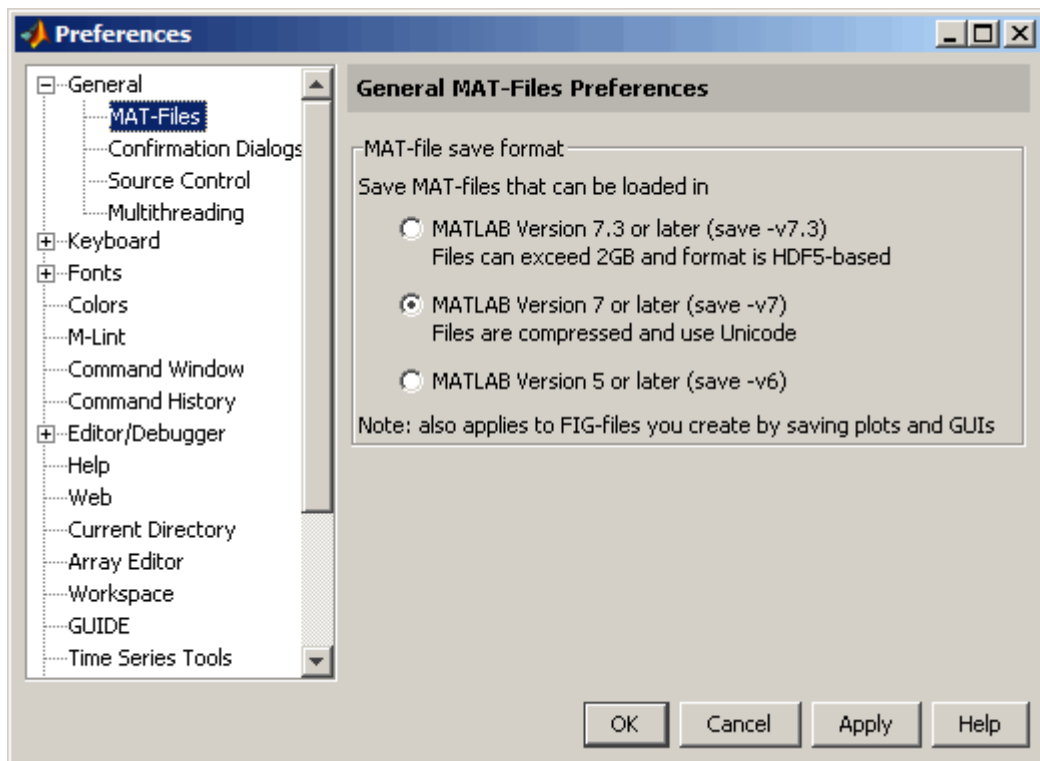 Preferences
General
MAT-Files
Confirmation Dialogs
Source Control
Multithreading
Keyboard
Fonts
Colors
M-Lint
Command Window
Command History
Editor/Debugger
Help
Web
Current Directory
Array Editor
Workspace
GUIDE
Time Series Tools
General MAT-Files Preferences
MAT-file save format
Save MAT-files that can be loaded in
MATLAB Version 7.3 or later (save -v7.3)
Files can exceed 2GB and format is HDF5-based
MATLAB Version 7 or later (save -v7)
Files are compressed and use Unicode
MATLAB Version 5 or later (save -v6)
Note: also applies to FIG-files you create by saving plots and GUIs
OK Cancel Apply Help